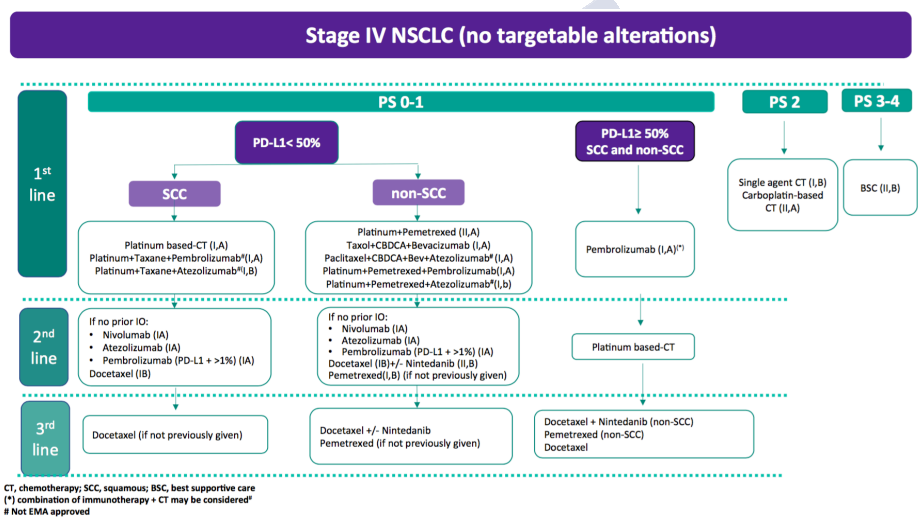 Stage IV NSCLC (no targetable alterations)
PS 0-1
PS 2
PS 3-4
1st
line
PD-L1< 50%
PD-L1≥ 50%
SCC and non-SCC
SCC
non-SCC
Platinum based-CT (I,A)
Platinum+Taxane+Pembrolizumab#(I,A)
Platinum+Taxane+Atezolizumab#(I,B)
Platinum+Pemetrexed (II,A)
Taxol+CBDCA+Bevacizumab (I,A)
Paclitaxel+CBDCA+Bev+Atezolizumab# (I,A)
Platinum+Pemetrexed+Pembrolizumab(I,A)
Platinum+Pemetrexed+Atezolizumab#(I,b)
Pembrolizumab (I,A)(*)
Single agent CT (I,B)
Carboplatin-based
CT (II,A)
BSC (II,B)
2nd
line
If no prior IO:
• Nivolumab (IA)
• Atezolizumab (IA)
• Pembrolizumab (PD-L1 + >1%) (IA)
Docetaxel (IB)
If no prior IO:
• Nivolumab (IA)
• Atezolizumab (IA)
• Pembrolizumab (PD-L1 + >1%) (IA)
Docetaxel (IB)+/- Nintedanib (II,B)
Pemetrexed(I,B) (if not previously given)
Platinum based-CT
3rd
line
Docetaxel (if not previously given)
Docetaxel +/- Nintedanib
Pemetrexed (if not previously given)
Docetaxel + Nintedanib (non-SCC)
Pemetrexed (non-SCC)
Docetaxel
CT, chemotherapy; SCC, squamous; BSC, best supportive care
(*) combination of immunotherapy + CT may be considered#
# Not EMA approved